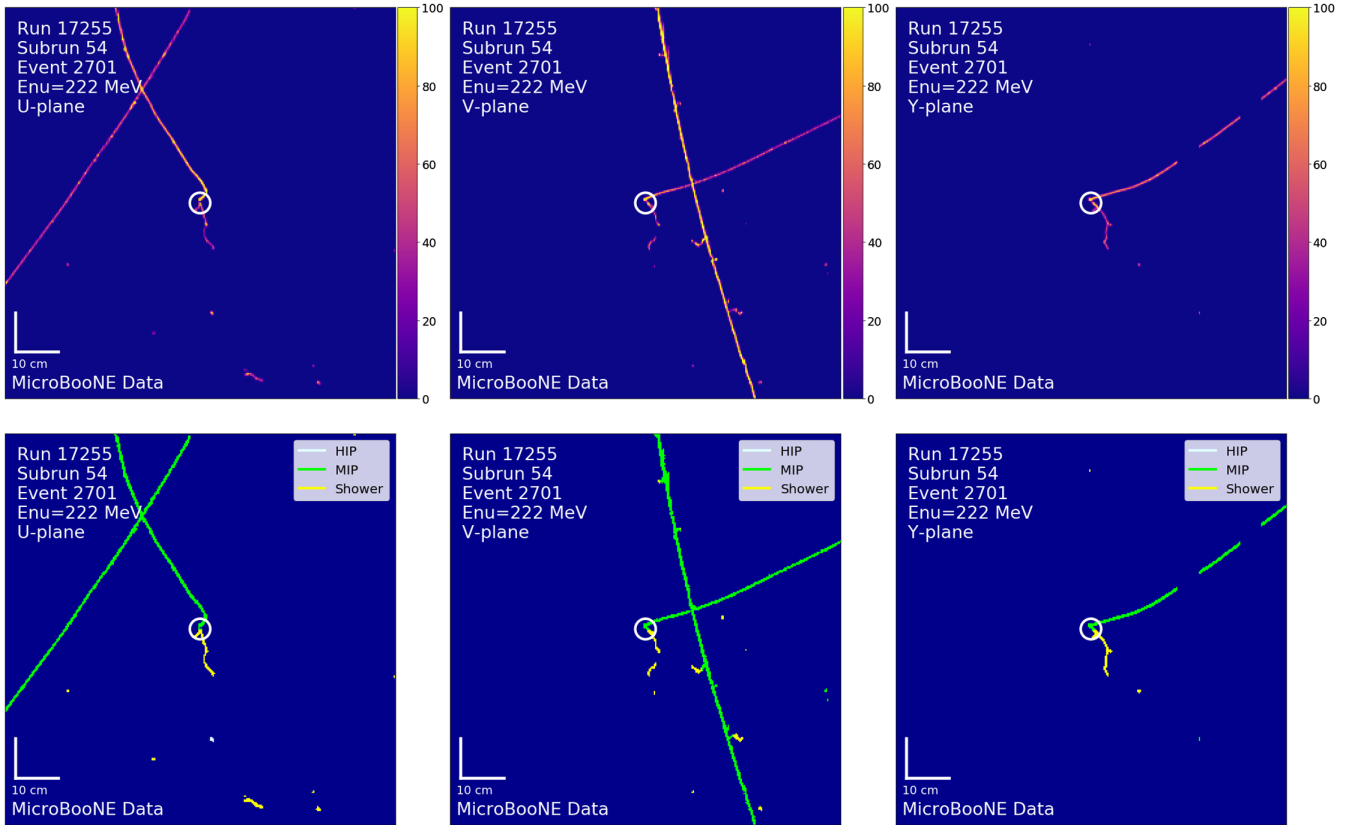 Run 17255
Subrun 54
Event 2701
Enu=222 MeV
U-plane
10 cm
MicroBooNE Data
100
80
60
40
20
0
Run 17255
Subrun 54
Event 2701
Enu=222 MeV
V-plane
10 cm
MicroBooNE Data
100
80
60
40
20
0
Run 17255
Subrun 54
Event 2701
Enu=222 MeV
Y-plane
10 cm
MicroBooNE Data
100
80
60
40
20
0
Run 17255
Subrun 54
Event 2701
Enu=222 MeV
U-plane
HIP
MIP
Shower
10 cm
MicroBooNE Data
Run 17255
Subrun 54
Event 2701
Enu=222 MeV
V-plane
HIP
MIP
Shower
10 cm
MicroBooNE Data
Run 17255
Subrun 54
Event 2701
Enu=222 MeV
Y-plane
HIP
MIP
Shower
10 cm
MicroBooNE Data